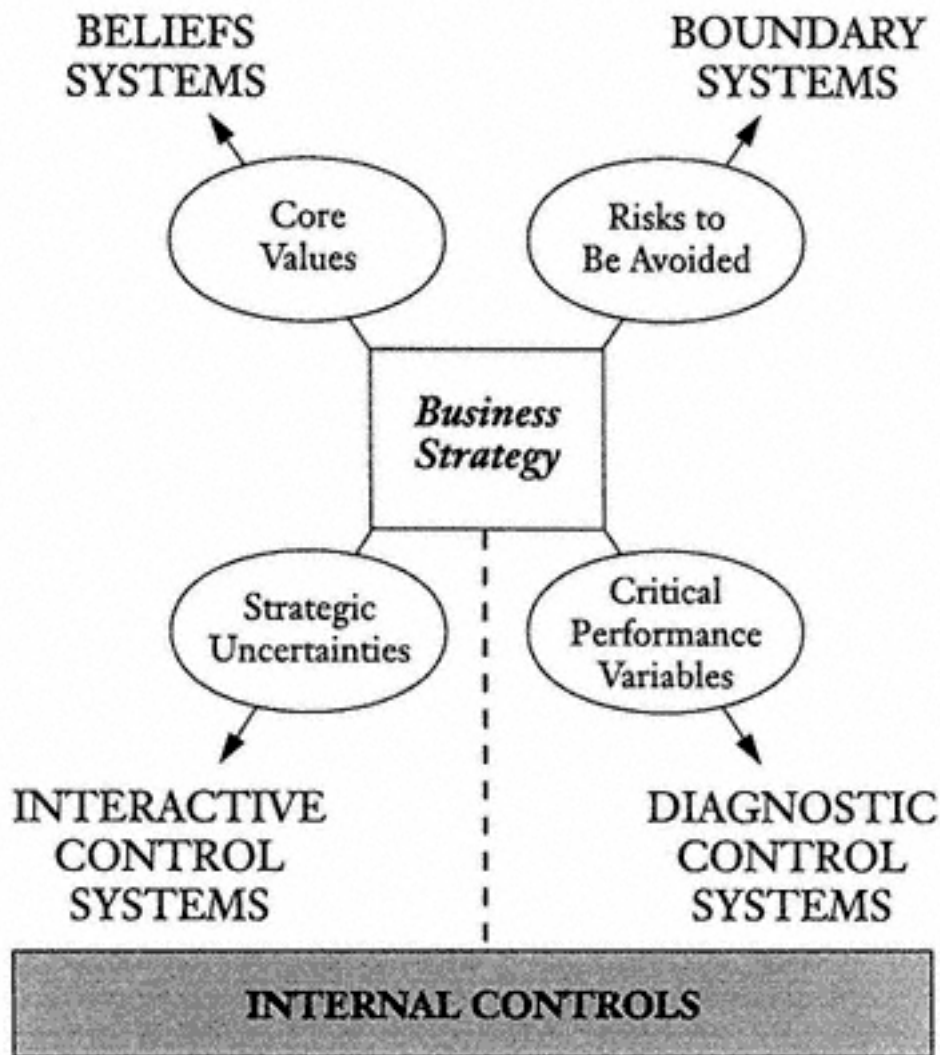 BELIEFS
SYSTEMS
BOUNDARY
SYSTEMS
Core
Values
Risks to
Be Avoided
Business
Strategy
Strategic
Uncertainties
Critical
Performance
Variables
INTERACTIVE
CONTROL
SYSTEMS
DIAGNOSTIC
CONTROL
SYSTEMS
INTERNAL CONTROLS